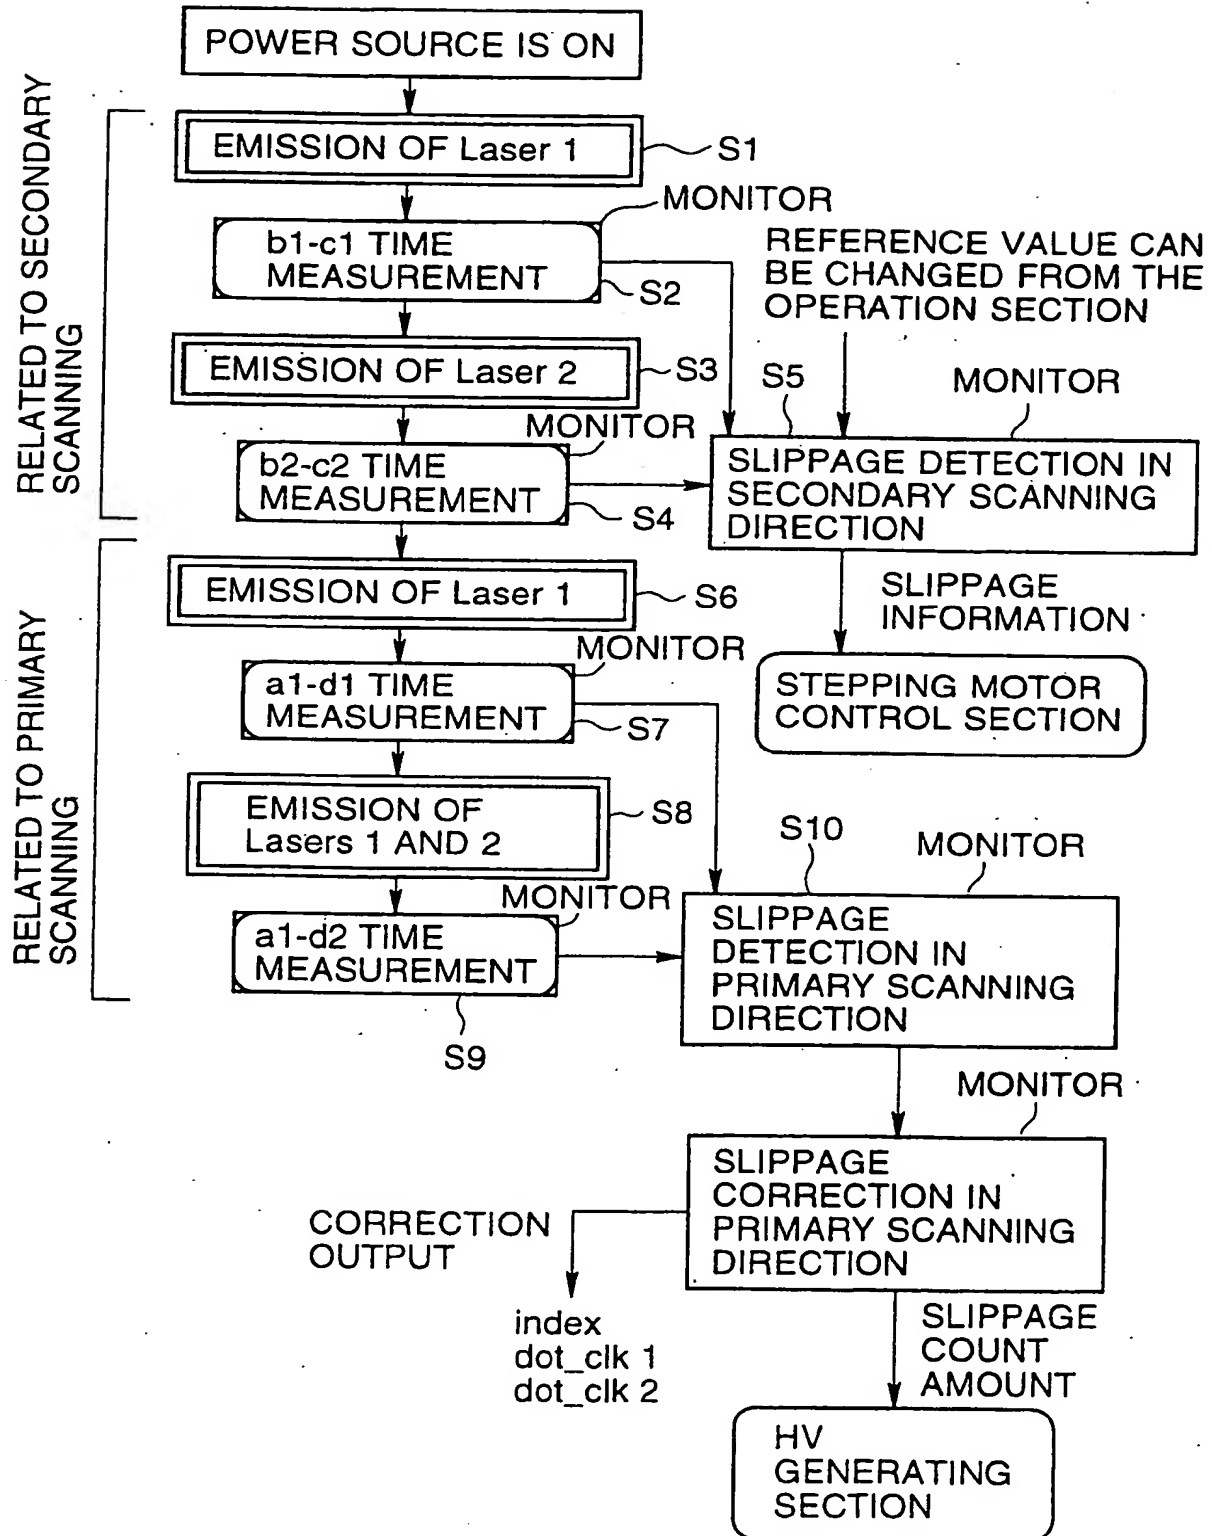 POWER SOURCE IS ON
RELATED TO SECONDARY
SCANNING
EMISSION OF Laser 1
S1
MONITOR
b1-c1 TIME
MEASUREMENT
S2
REFERENCE VALUE CAN
BE CHANGED FROM THE
OPERATION SECTION
EMISSION OF Laser 2
S3
S5
MONITOR
MONITOR
b2-c2 TIME
MEASUREMENT
S4
SLIPPAGE DETECTION IN
SECONDARY SCANNING
DIRECTION
RELATED TO PRIMARY
SCANNING
EMISSION OF Laser 1
S6
SLIPPAGE
INFORMATION
MONITOR
a1-d1 TIME
MEASUREMENT
S7
STEPPING MOTOR
CONTROL SECTION
EMISSION OF
Lasers 1 AND 2
S8
S10
MONITOR
MONITOR
a1-d2 TIME
MEASUREMENT
S9
SLIPPAGE
DETECTION IN
PRIMARY SCANNING
DIRECTION
MONITOR
SLIPPAGE
CORRECTION IN
PRIMARY SCANNING
DIRECTION
CORRECTION
OUTPUT
index
dot_clk 1
dot_clk 2
SLIPPAGE
COUNT
AMOUNT
HV
GENERATING
SECTION